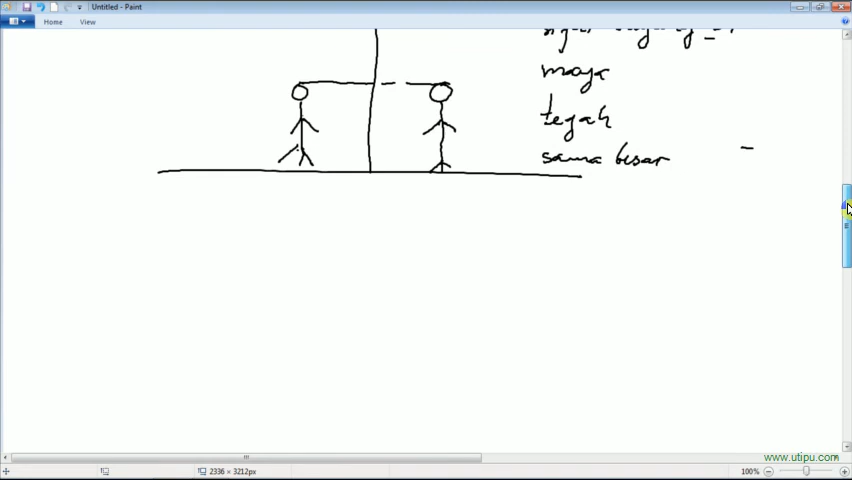 Untitled - Paint
Home View
maya
tegak
sama besar
www.utipu.com
2336 × 3212px
100%